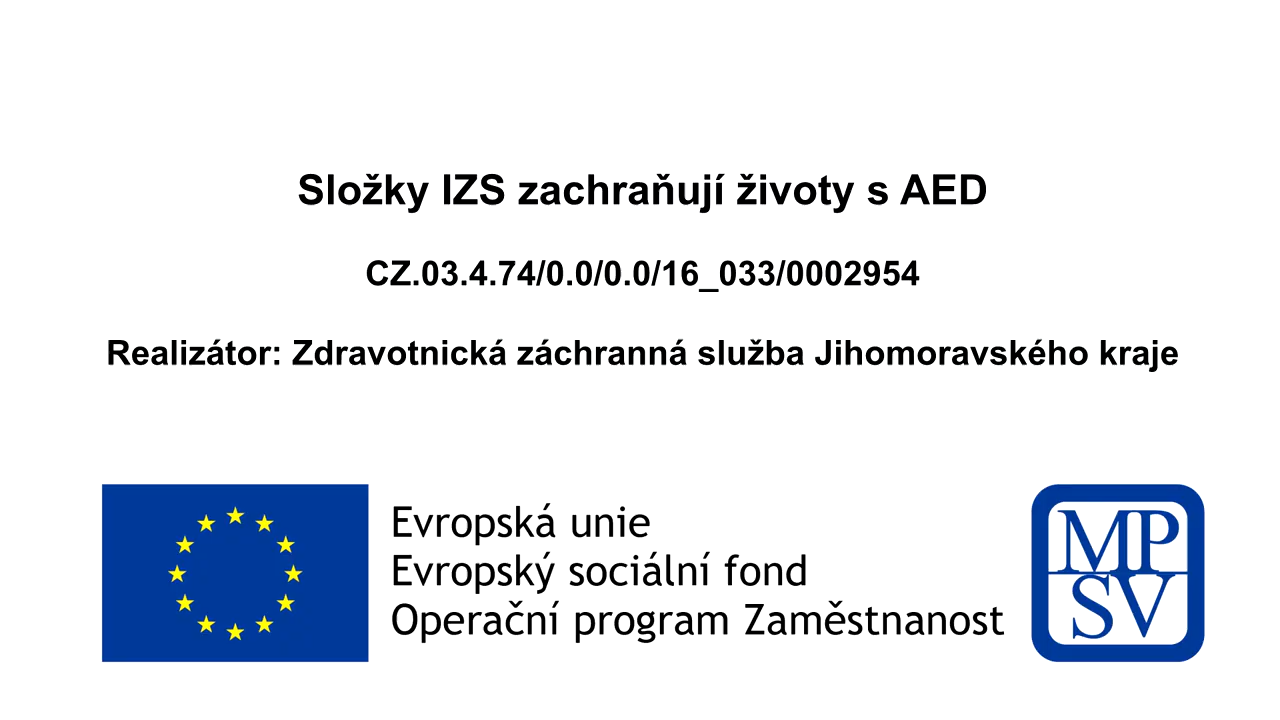 Složky IZS zachraňují životy s AED
CZ.03.4.74/0.0/0.0/16_033/0002954
Realizátor: Zdravotnická záchranná služba Jihomoravského kraje
Evropská unie
Evropský sociální fond
Operační program Zaměstnanost
MP
SV